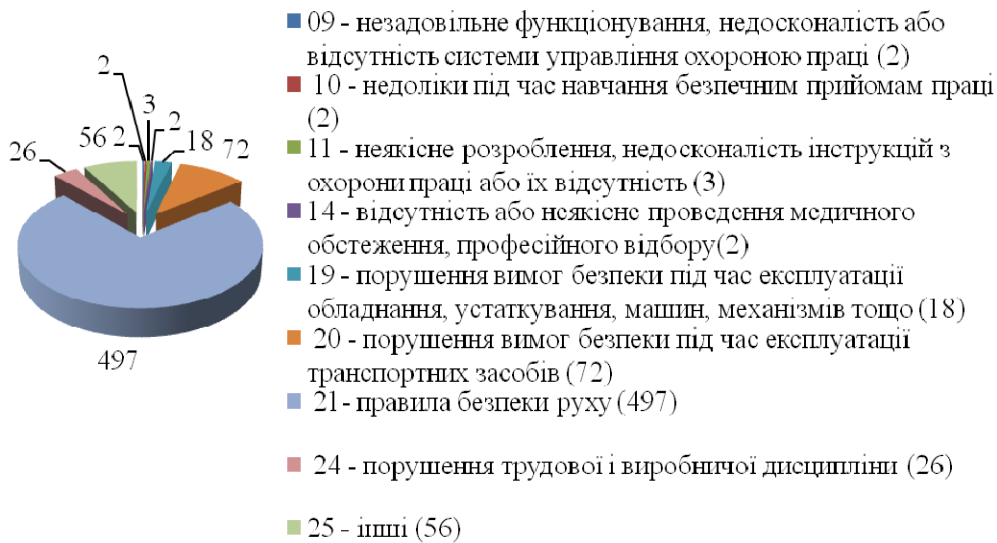 2
3
2
2
56
18
72
26
497
09 - незадовільне функціонування, недосконалість або
відсутність системи управління охороною праці (2)
10 - недоліки під час навчання безпечним прийомам праці
(2)
11 - неякісне розроблення, недосконалість інструкцій з
охорони праці або їх відсутність (3)
14 - відсутність або неякісне проведення медичного
обстеження, професійного відбору(2)
19 - порушення вимог безпеки під час експлуатації
обладнання, устаткування, машин, механізмів тощо (18)
20 - порушення вимог безпеки під час експлуатації
транспортних засобів (72)
21 - правила безпеки руху (497)
24 - порушення трудової і виробничої дисципліни (26)
25 - інші (56)